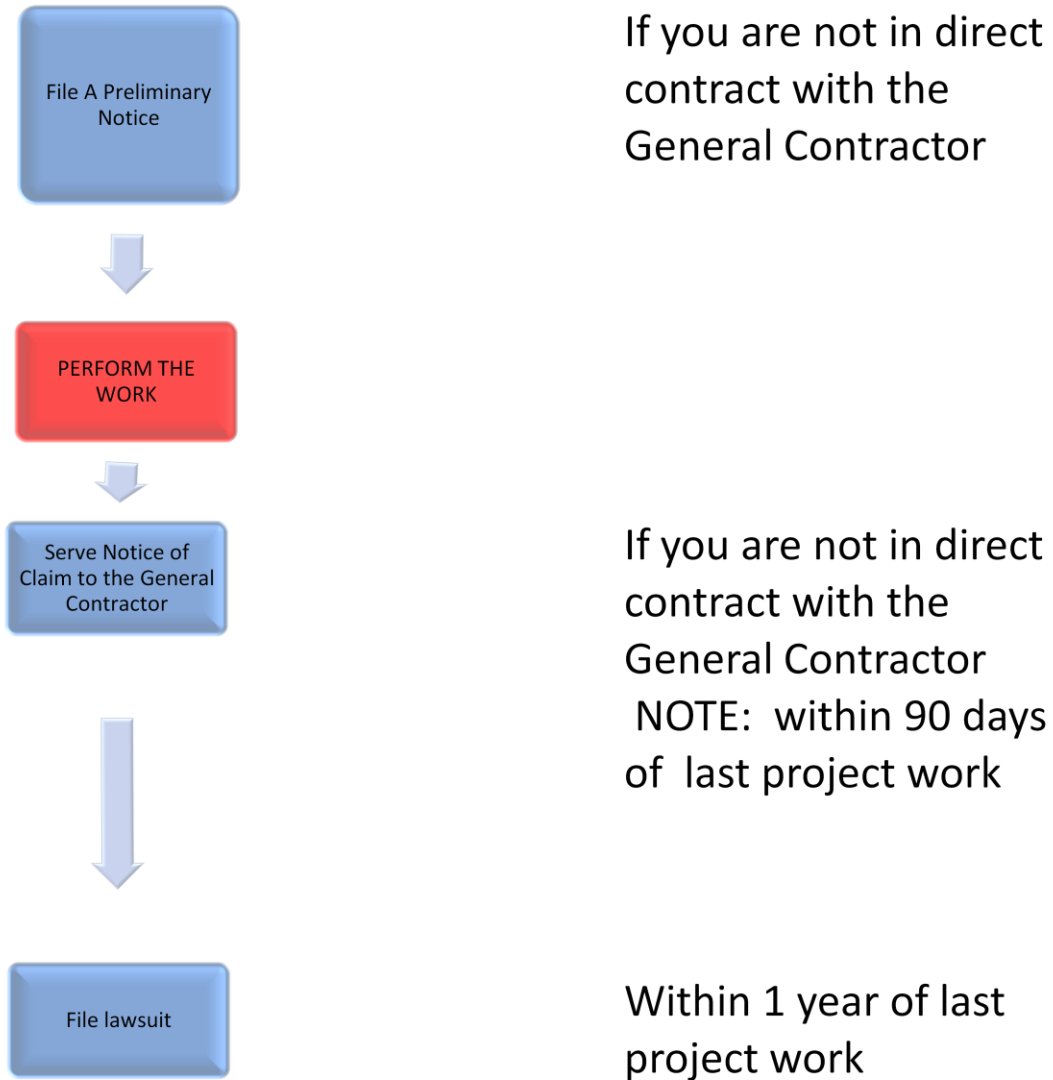 File A Preliminary
Notice
If you are not in direct
contract with the
General Contractor
PERFORM THE
WORK
Serve Notice of
Claim to the General
Contractor
If you are not in direct
contract with the
General Contractor
NOTE:  within 90 days
of  last project work
File lawsuit
Within 1 year of last
project work